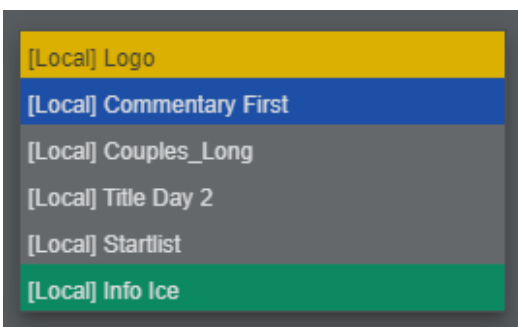 [Local] Logo
[Local] Commentary First
[Local] Couples_Long
[Local] Title Day 2
[Local] Startlist
[Local] Info Ice